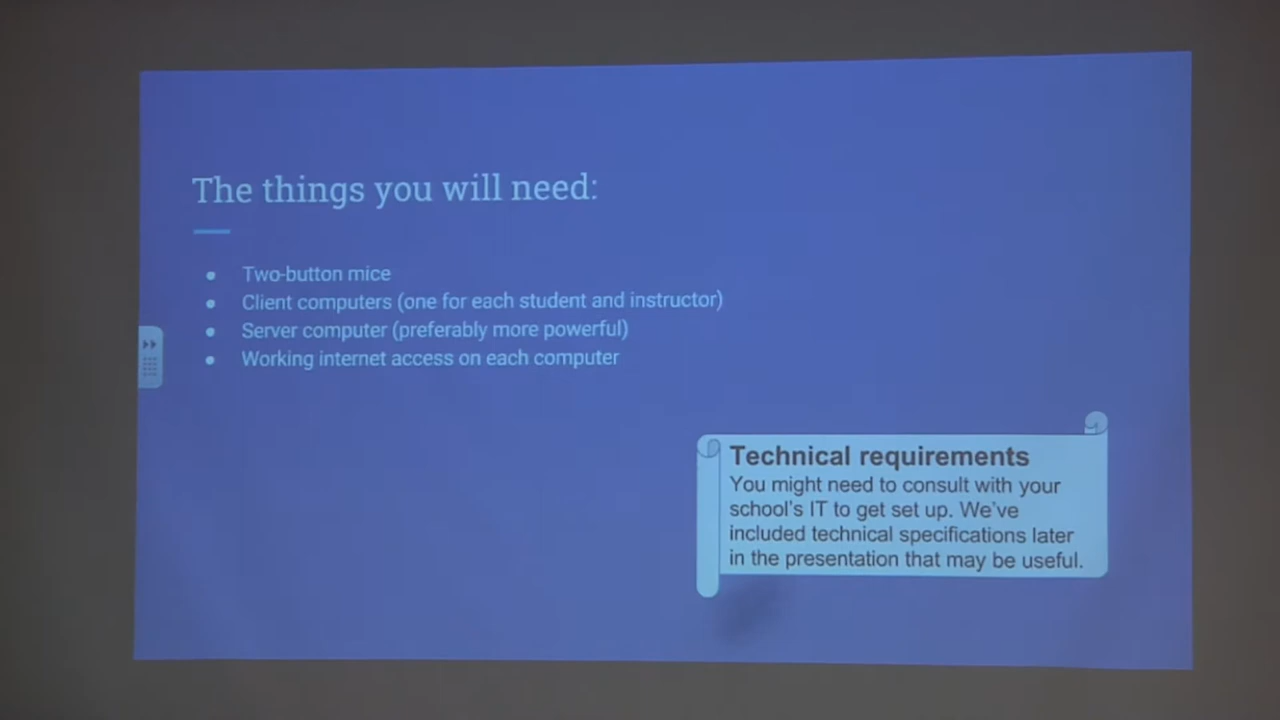 The things you will need:
● Two-button mice
● Client computers (one for each student and instructor)
● Server computer (preferably more powerful)
● Working internet access on each computer
Technical requirements
You might need to consult with your
school's IT to get set up. We've
included technical specifications later
in the presentation that may be useful.